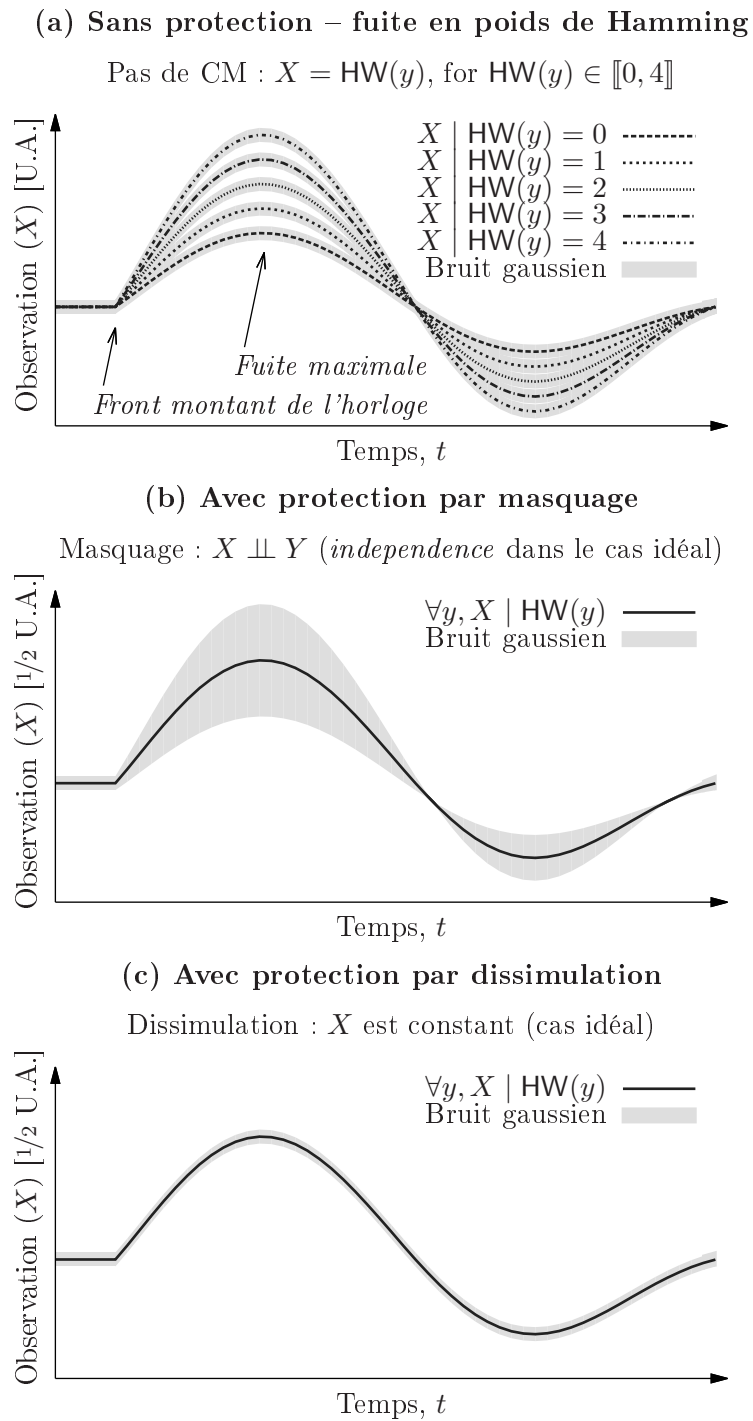 (a) Sans protection – fuite en poids de Hamming
Pas de CM : X = HW(y), for HW(y) ∈ ⟦0, 4⟧
Observation (X) [U.A.]
X | HW(y) = 0
X | HW(y) = 1
X | HW(y) = 2
X | HW(y) = 3
X | HW(y) = 4
Bruit gaussien
Fuite maximale
Front montant de l'horloge
Temps, t
(b) Avec protection par masquage
Masquage : X ⫫ Y (independence dans le cas idéal)
Observation (X) [1/2 U.A.]
∀y, X | HW(y)
Bruit gaussien
Temps, t
(c) Avec protection par dissimulation
Dissimulation : X est constant (cas idéal)
Observation (X) [1/2 U.A.]
∀y, X | HW(y)
Bruit gaussien
Temps, t